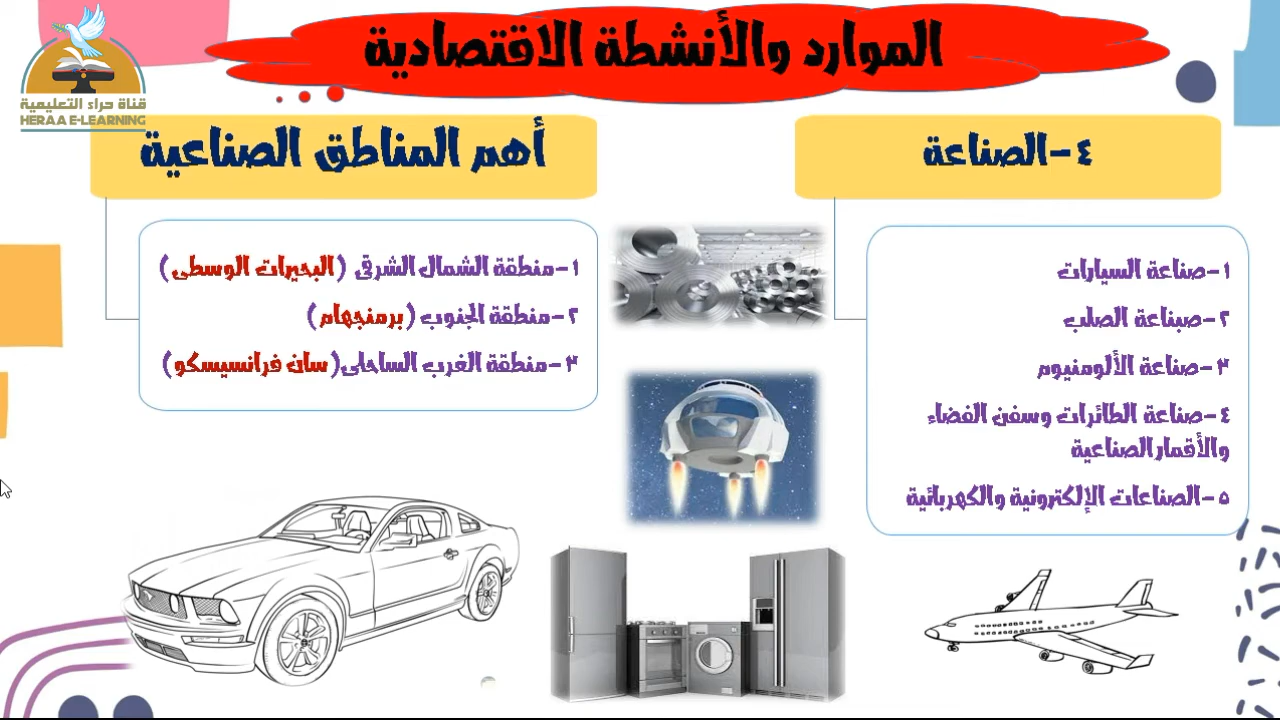 الموارد والأنشطة الاقتصادية
قناة حراء التعليمية
HERAA E-LEARNING
٤-الصناعة
١-صناعة السيارات
٢-صناعة الصلب
٣-صناعة الألومنيوم
٤-صناعة الطائرات وسفن الفضاء
والأقمار الصناعية
٥-الصناعات الإلكترونية والكهربائية
أهم المناطق الصناعية
١-منطقة الشمال الشرقي (البحيرات الوسطى)
٢-منطقة الجنوب (برمنجهام)
٣-منطقة الغرب الساحلي(سان فرانسيسكو)